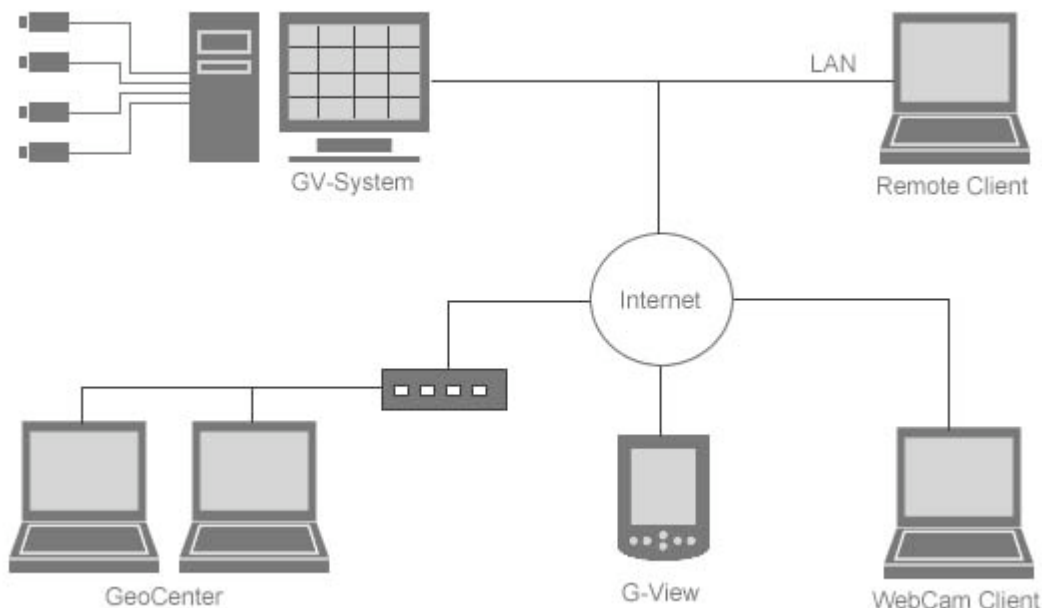 LAN
GV-System
Remote Client
Internet
GeoCenter
G-View
WebCam Client